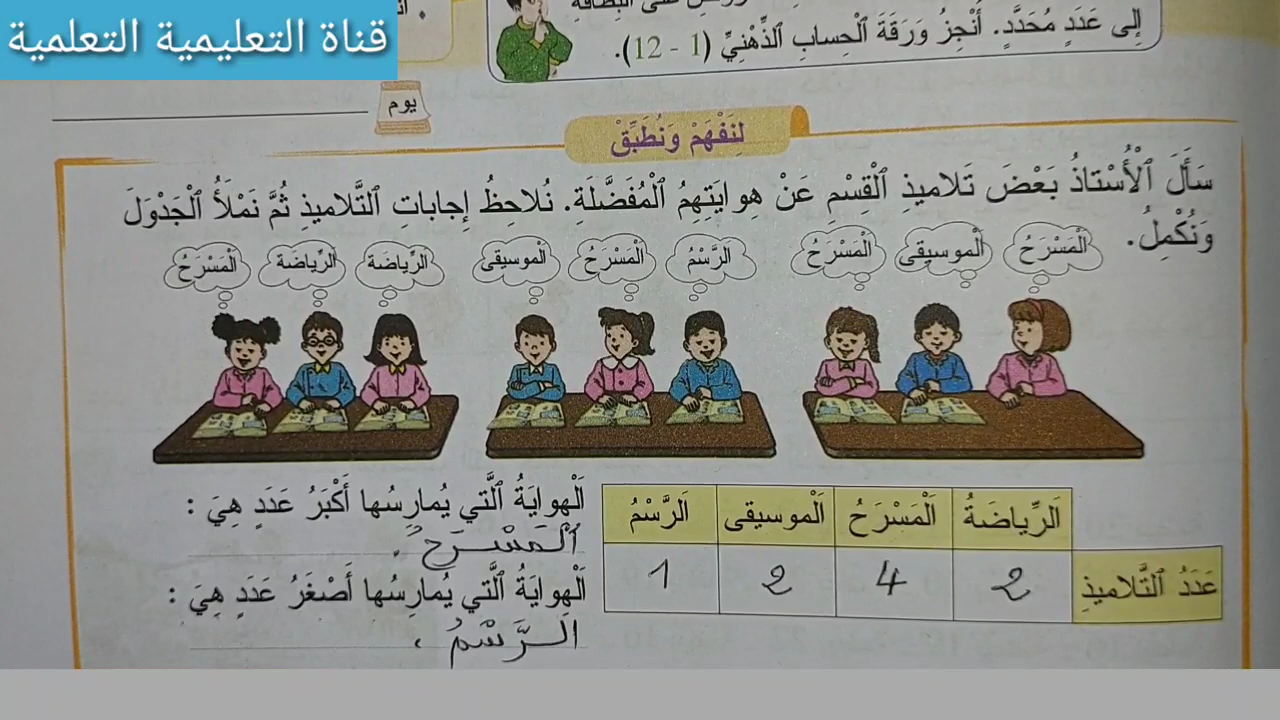 قناة التعليمية التعلمية
إِلى عَدَدٍ مُحَدَّدٍ. أُنْجِزُ وَرَقَةَ ٱلْحِسابِ ٱلذِّهْنِيِّ (1 - 12).
يوم
لِنَفْهَمْ وَنُطَبِّقْ
سَأَلَ ٱلْأُسْتاذُ بَعْضَ تَلاميذِ ٱلْقِسْمِ عَنْ هِوايَتِهِمُ ٱلْمُفَضَّلَةِ. نُلاحِظُ إِجاباتِ ٱلتَّلاميذِ ثُمَّ نَمْلَأُ ٱلْجَدْوَلَ
وَنُكْمِلُ.
اَلْمَسْرَحُ اَلْموسيقى اَلْمَسْرَحُ اَلرَّسْمُ اَلْمَسْرَحُ اَلْموسيقى اَلرِّياضَة اَلرِّياضَة اَلْمَسْرَحُ
اَلرِّياضَةُ اَلْمَسْرَحُ اَلْموسيقى اَلرَّسْمُ
عَدَدُ ٱلتَّلاميذِ 2 4 2 1
اَلْهِوايَةُ ٱلَّتي يُمارِسُها أَكْبَرُ عَدَدٍ هِيَ :
اَلْمَسْرَحُ.
اَلْهِوايَةُ ٱلَّتي يُمارِسُها أَصْغَرُ عَدَدٍ هِيَ :
الرَّسْمُ.